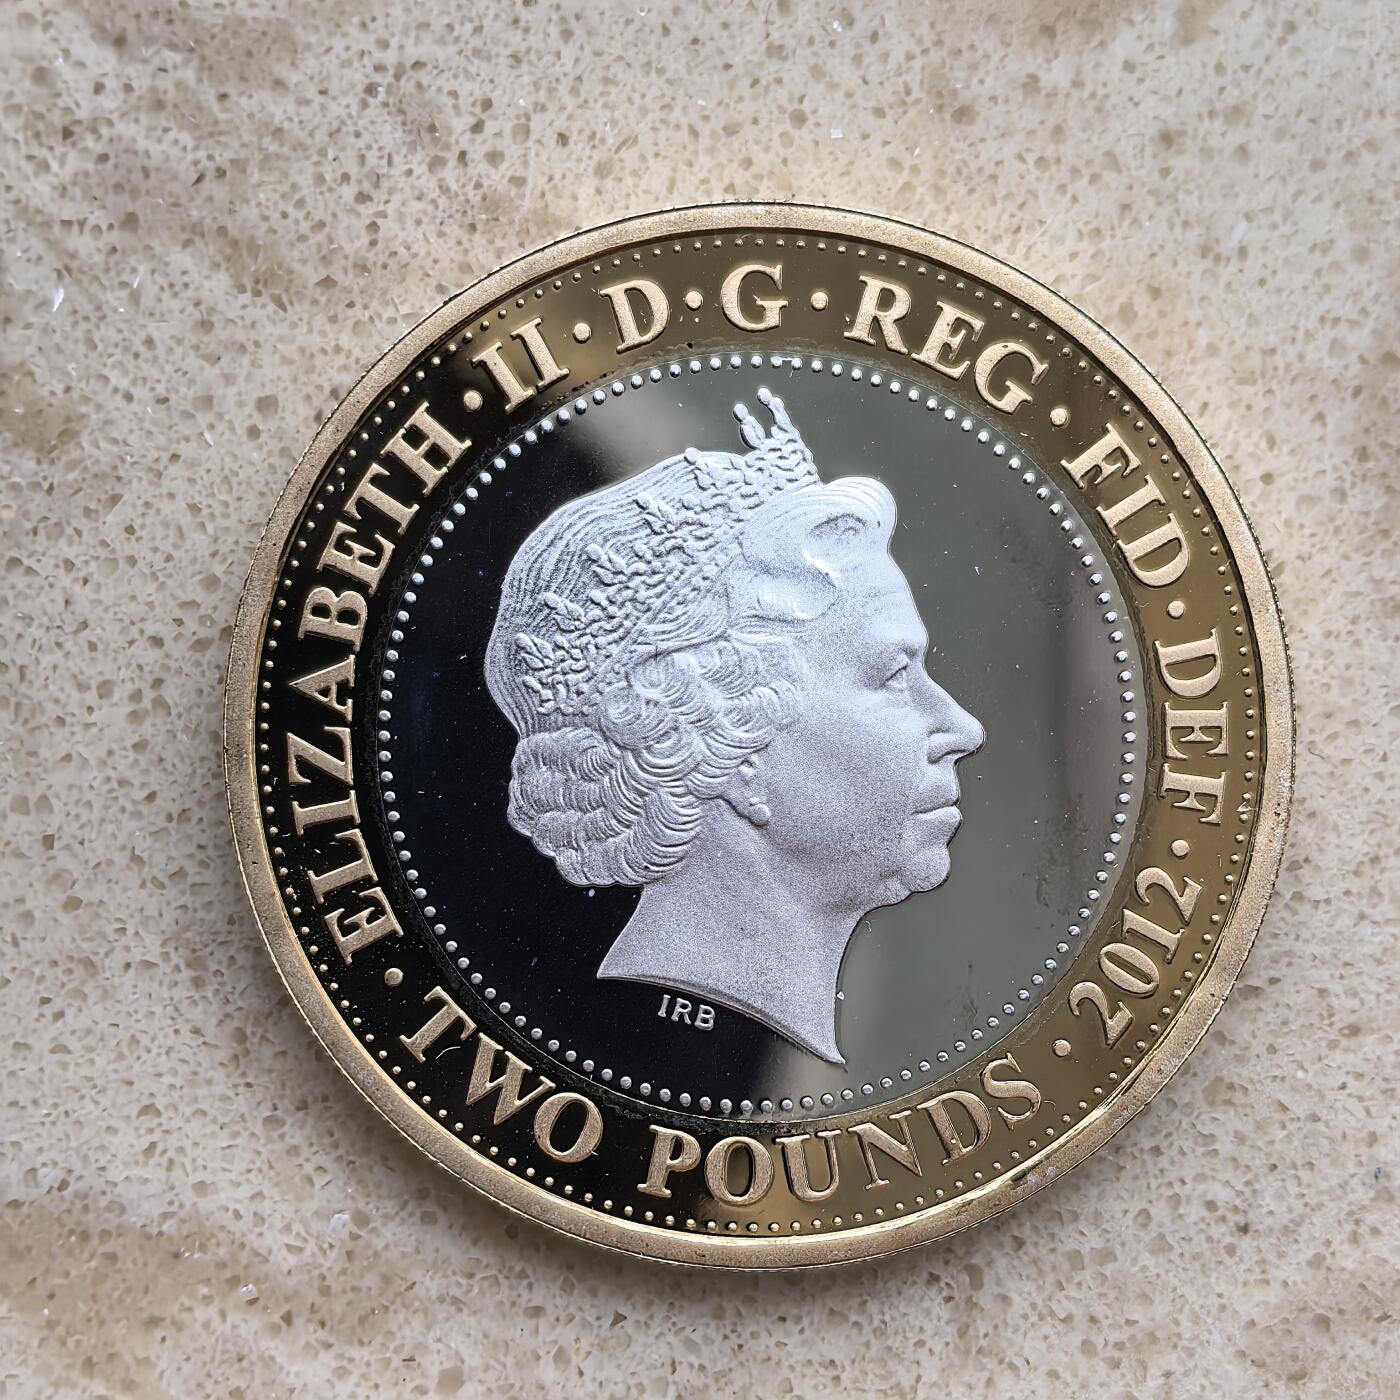 ELIZABETH · II · D · G · REG · FID · DEF · 2012 ·
TWO POUNDS ·
IRB